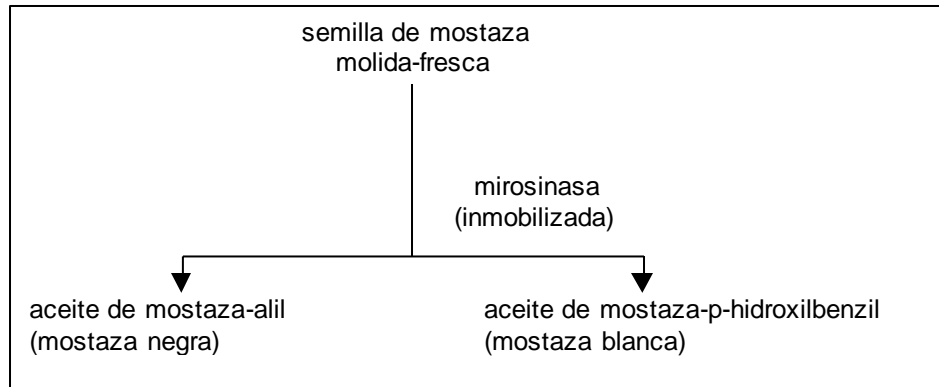 semilla de mostaza
molida-fresca
mirosinasa
(inmobilizada)
aceite de mostaza-alil
(mostaza negra)
aceite de mostaza-p-hidroxilbenzil
(mostaza blanca)